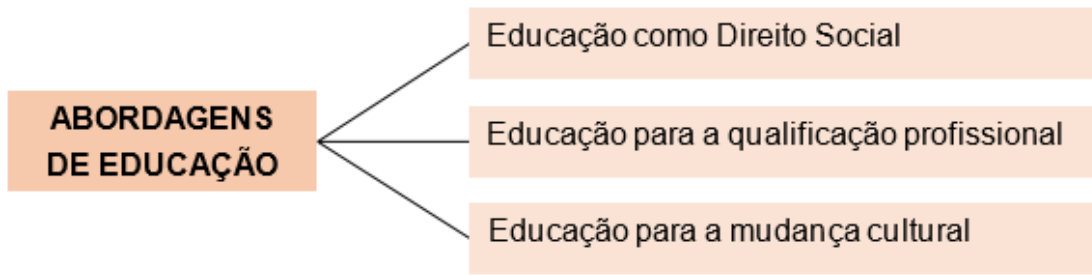 ABORDAGENS
DE EDUCAÇÃO
Educação como Direito Social
Educação para a qualificação profissional
Educação para a mudança cultural